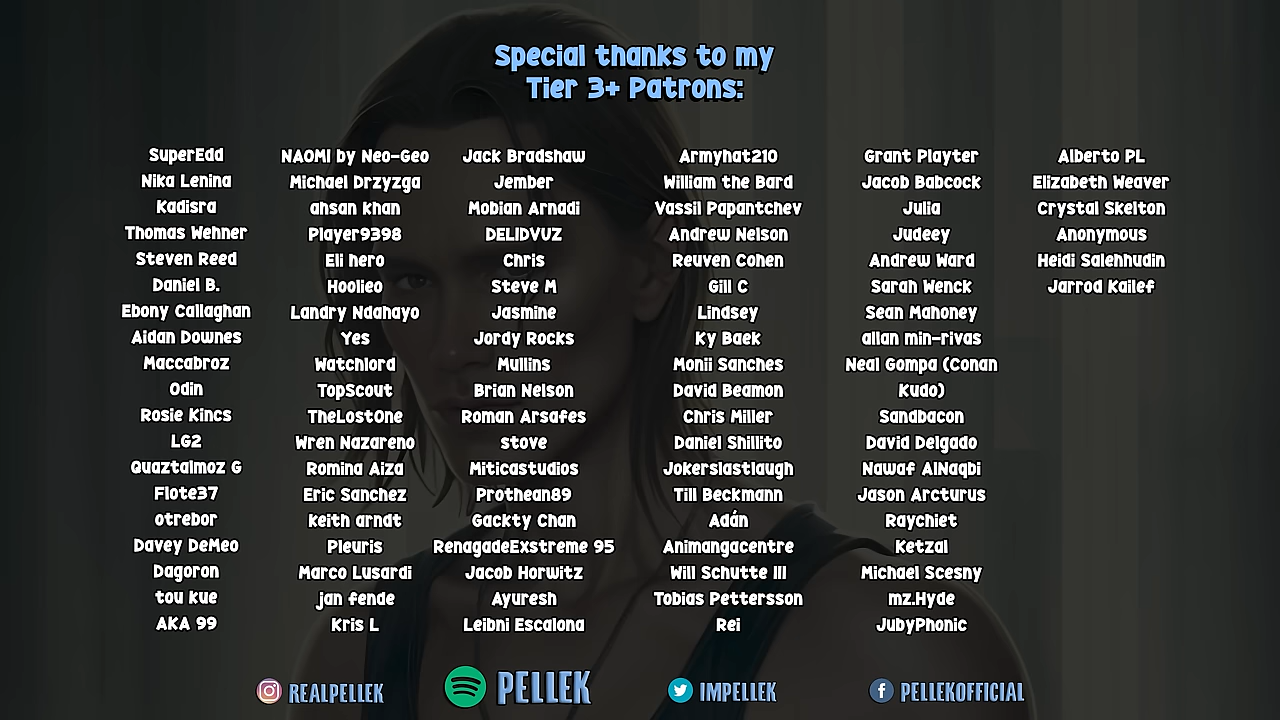 Special thanks to my
Tier 3+ Patrons:
SuperEdd
Nika Lenina
Kadisra
Thomas Wehner
Steven Reed
Daniel B.
Ebony Callaghan
Aidan Downes
Maccabroz
Odin
Rosie Kincs
LG2
Quaztalmoz G
Flote37
otrebor
Davey DeMeo
Dagoron
tou kue
AKA 99
NAOMI by Neo-Geo
Michael Drzyzga
ahsan khan
Player9398
Eli hero
Hoolieo
Landry Ndahayo
Yes
Watchlord
TopScout
TheLostOne
Wren Nazareno
Romina Aiza
Eric Sanchez
keith arndt
Pleuris
Marco Lusardi
jan fende
Kris L
Jack Bradshaw
Jember
Mobian Arnadi
DELIDVUZ
Chris
Steve M
Jasmine
Jordy Rocks
Mullins
Brian Nelson
Roman Arsafes
stove
Miticastudios
Prothean89
Gackty Chan
RenagadeExstreme 95
Jacob Horwitz
Ayuresh
Leibni Escalona
Armyhat210
William the Bard
Vassil Papantchev
Andrew Nelson
Reuven Cohen
Gill C
Lindsey
Ky Baek
Monii Sanches
David Beamon
Chris Miller
Daniel Shillito
Jokerslastlaugh
Till Beckmann
Adán
Animangacentre
Will Schutte III
Tobias Pettersson
Rei
Grant Playter
Jacob Babcock
Julia
Judeey
Andrew Ward
Sarah Wenck
Sean Mahoney
allan min-rivas
Neal Gompa (Conan
Kudo)
Sandbacon
David Delgado
Nawaf AlNaqbi
Jason Arcturus
Raychiet
Ketzal
Michael Scesny
mz.Hyde
JubyPhonic
Alberto PL
Elizabeth Weaver
Crystal Skelton
Anonymous
Heidi Salehhudin
Jarrod Kailef
REALPELLEK
PELLEK
IMPELLEK
PELLEKOFFICIAL